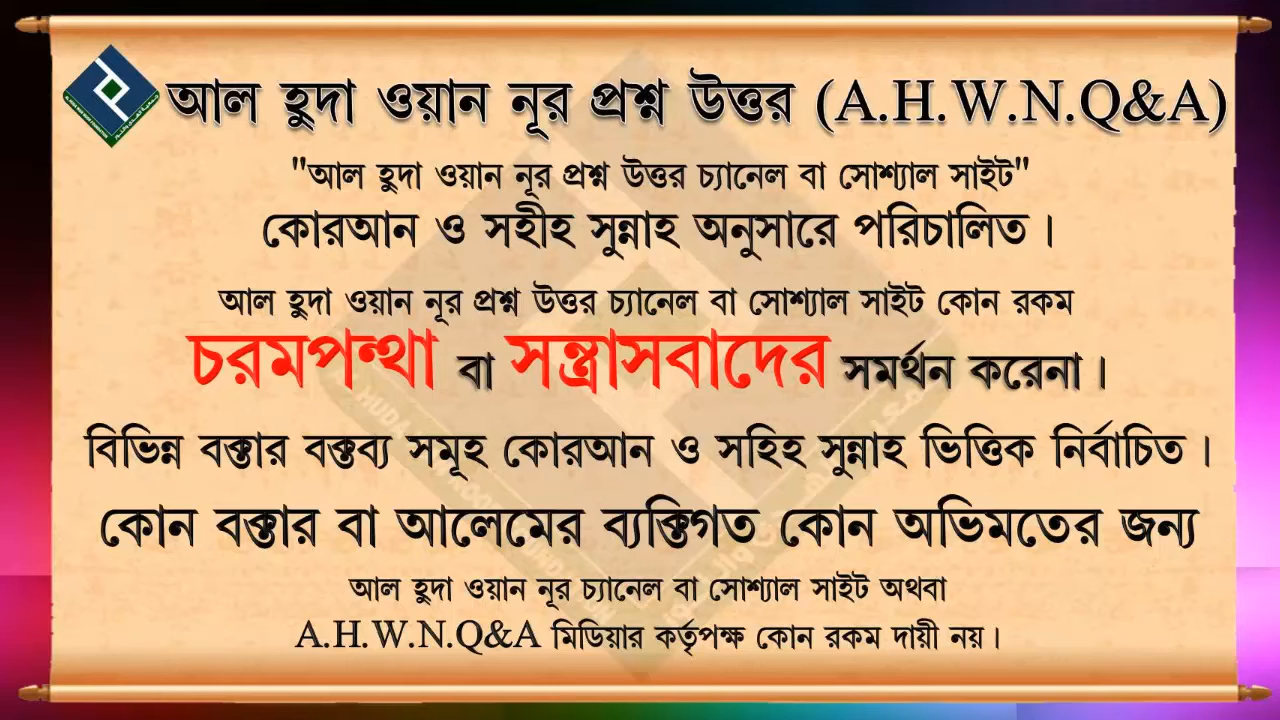 আল হুদা ওয়ান নূর প্রশ্ন উত্তর (A.H.W.N.Q&A)
"আল হুদা ওয়ান নূর প্রশ্ন উত্তর চ্যানেল বা সোশ্যাল সাইট"
কোরআন ও সহীহ সুন্নাহ অনুসারে পরিচালিত।
আল হুদা ওয়ান নূর প্রশ্ন উত্তর চ্যানেল বা সোশ্যাল সাইট কোন রকম
চরমপন্থা বা সন্ত্রাসবাদের সমর্থন করেনা।
বিভিন্ন বক্তার বক্তব্য সমূহ কোরআন ও সহিহ সুন্নাহ ভিত্তিক নির্বাচিত।
কোন বক্তার বা আলেমের ব্যক্তিগত কোন অভিমতের জন্য
আল হুদা ওয়ান নূর চ্যানেল বা সোশ্যাল সাইট অথবা
A.H.W.N.Q&A মিডিয়ার কর্তৃপক্ষ কোন রকম দায়ী নয়।